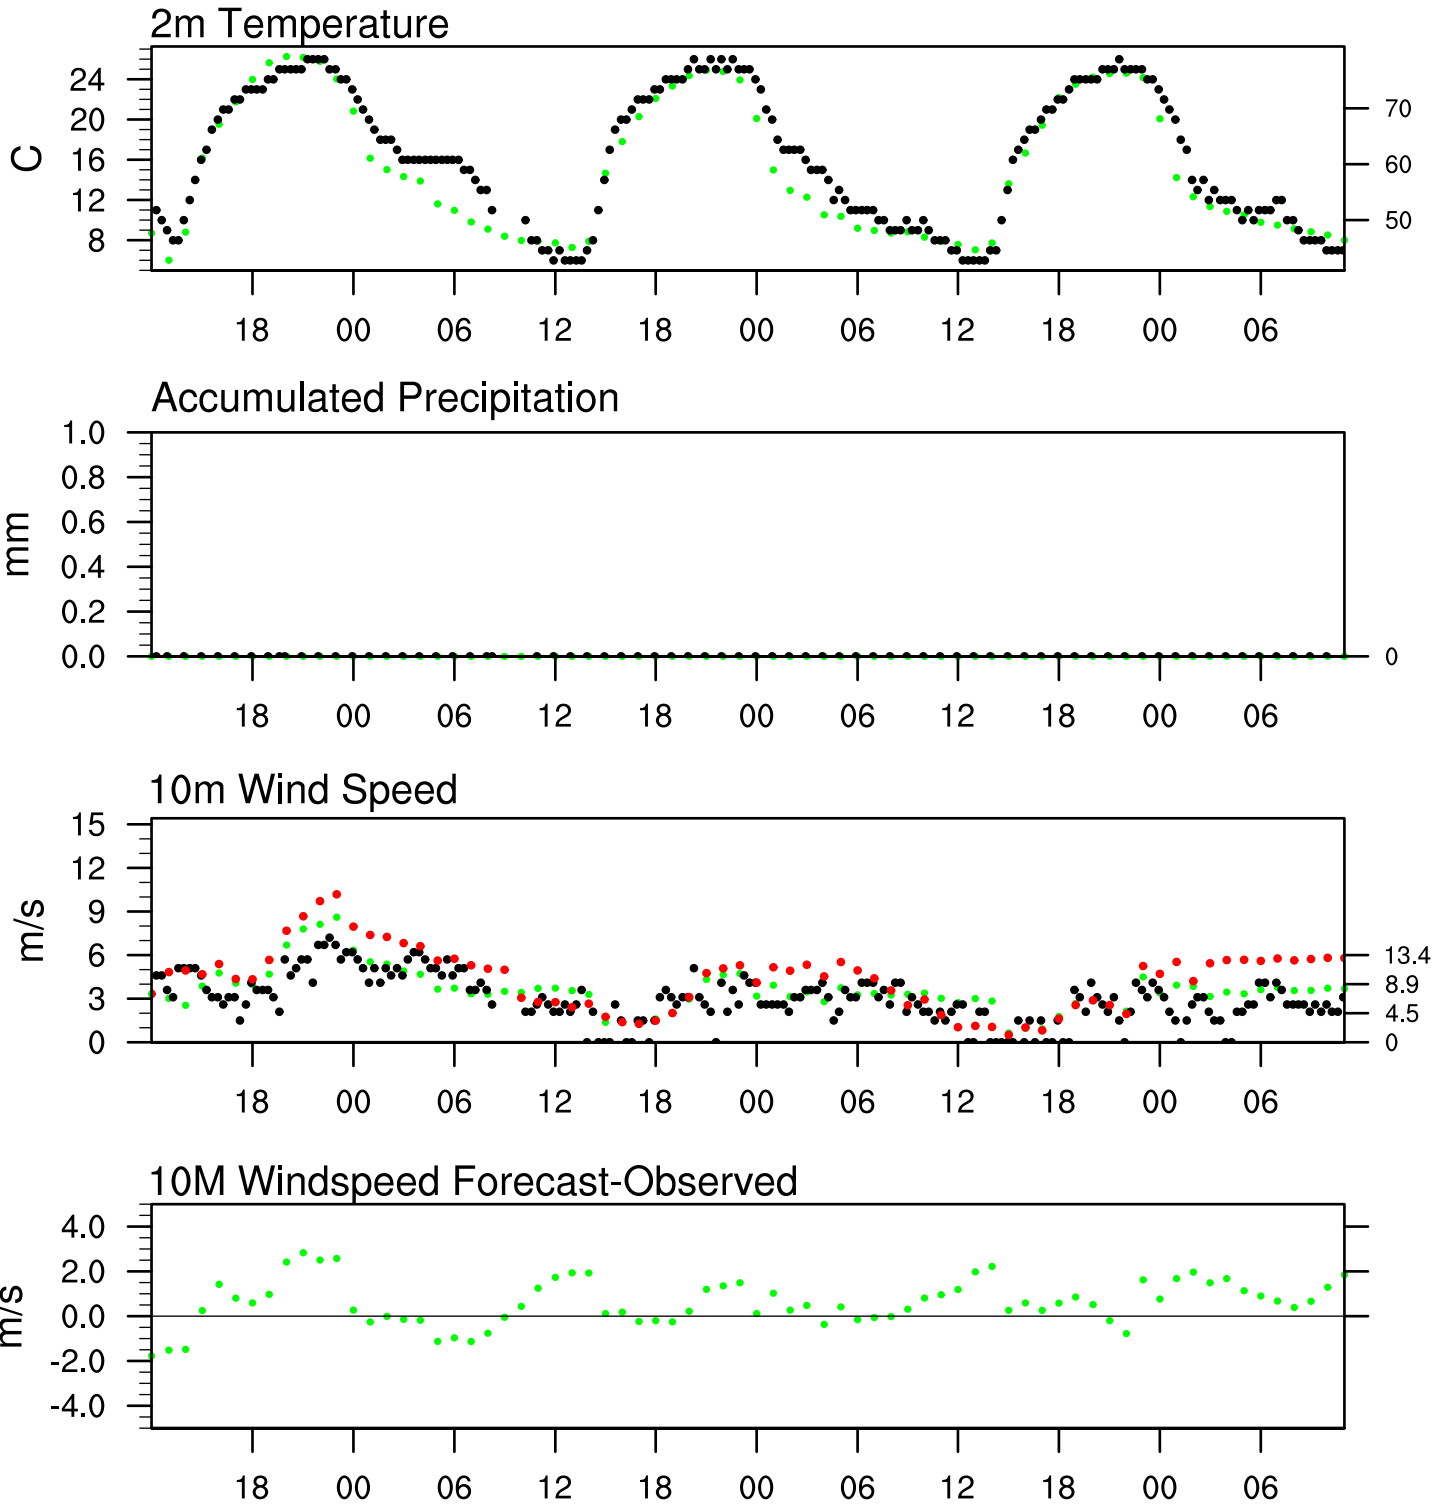 2m Temperature
C
24
20
16
12
8
70
60
50
18 00 06 12 18 00 06 12 18 00 06
Accumulated Precipitation
mm
1.0
0.8
0.6
0.4
0.2
0.0
0
18 00 06 12 18 00 06 12 18 00 06
10m Wind Speed
m/s
15
12
9
6
3
0
13.4
8.9
4.5
0
18 00 06 12 18 00 06 12 18 00 06
10M Windspeed Forecast-Observed
m/s
4.0
2.0
0.0
-2.0
-4.0
18 00 06 12 18 00 06 12 18 00 06